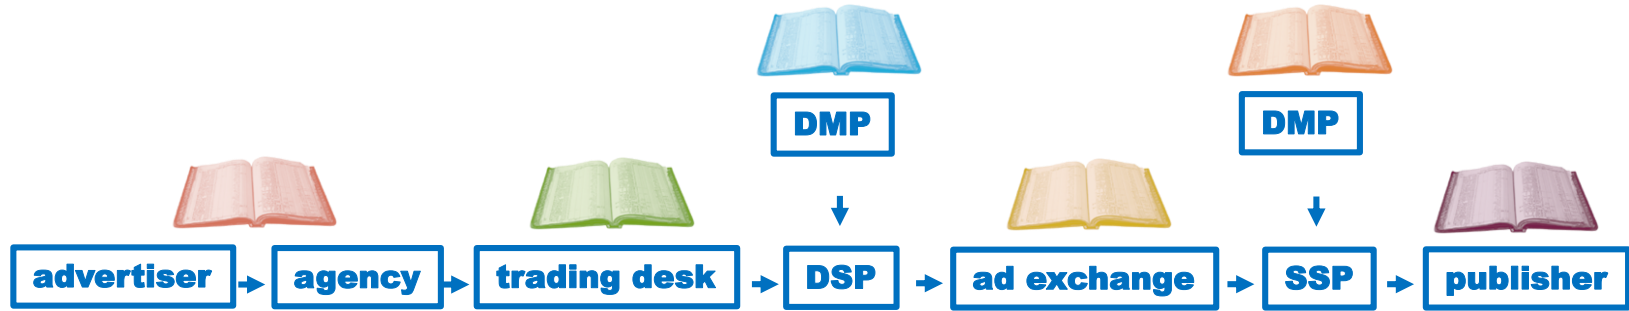 DMP
DMP
advertiser
agency
trading desk
DSP
ad exchange
SSP
publisher